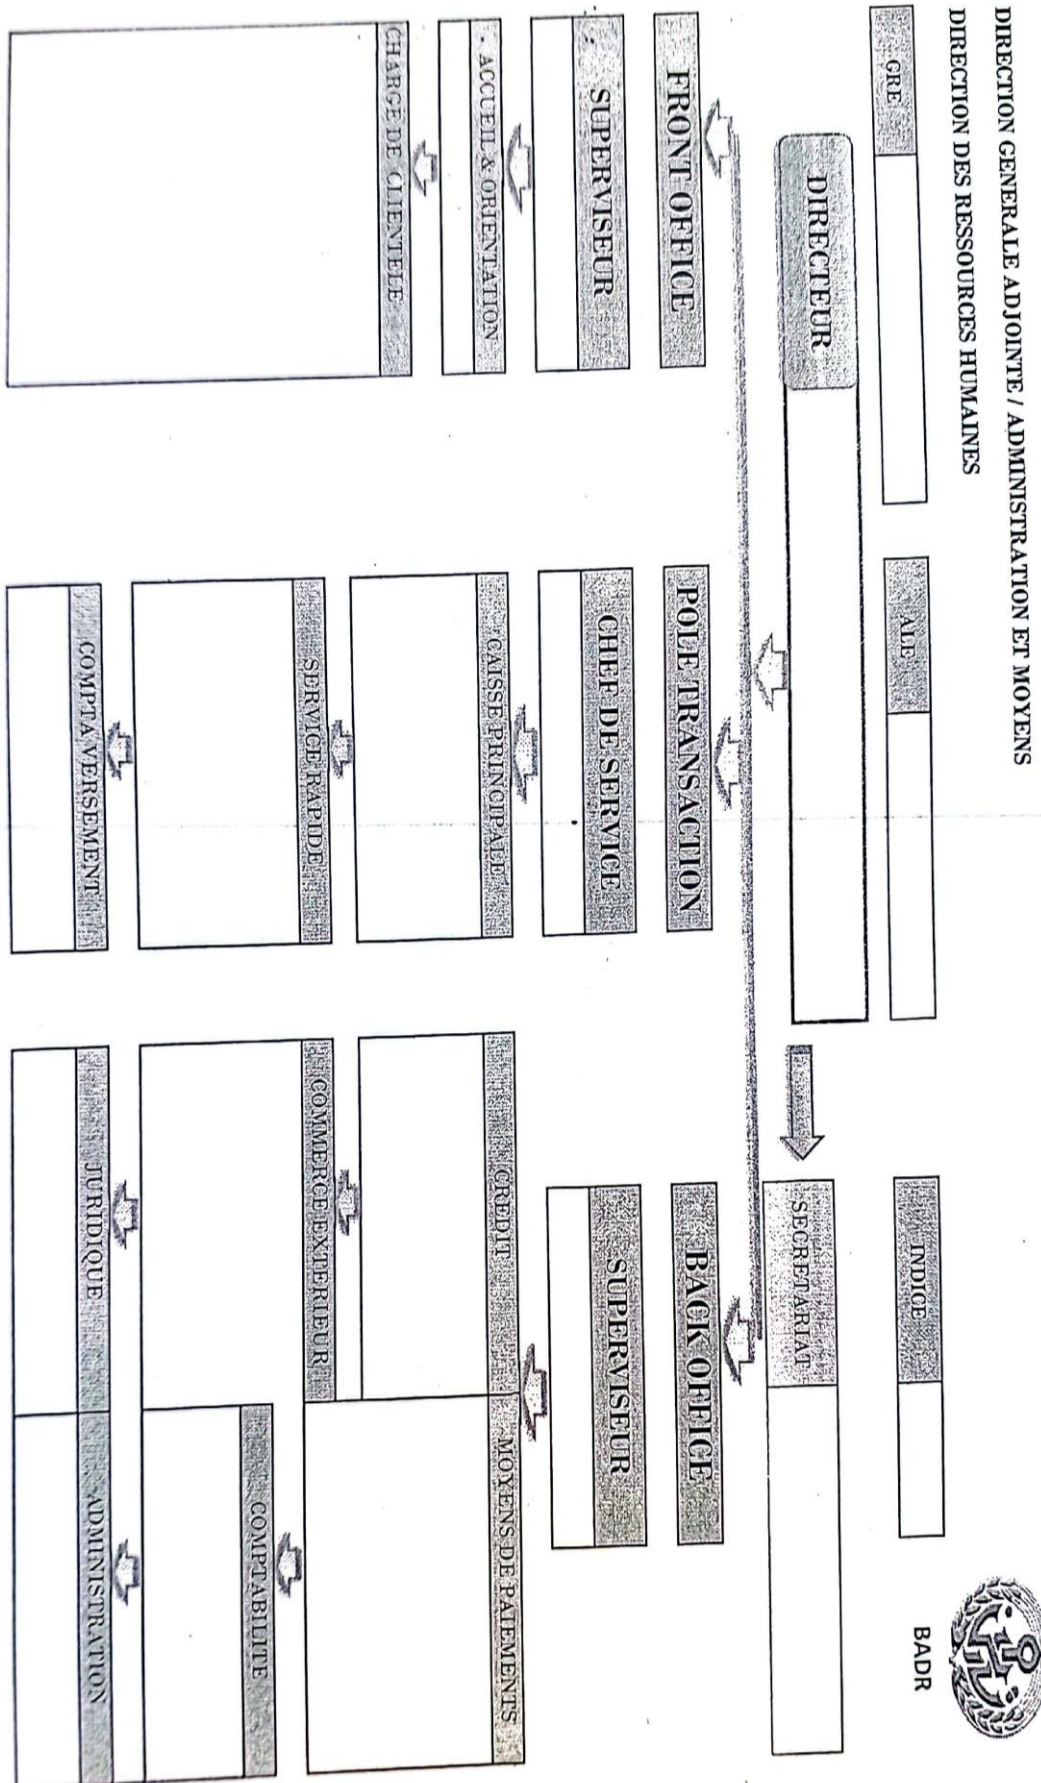 DIRECTION GENERALE ADJOINTE / ADMINISTRATION ET MOYENS
DIRECTION DES RESSOURCES HUMAINES
BADR
GRE
ALE
INDICE
DIRECTEUR
SECRETARIAT
FRONT OFFICE
POLE TRANSACTION
BACK OFFICE
SUPERVISEUR
CHEF DE SERVICE
SUPERVISEUR
ACCUEIL & ORIENTATION
CAISSE PRINCIPALE
CREDIT
MOYENS DE PAIEMENTS
CHARGE DE CLIENTELE
SERVICE RAPIDE
COMMERCE EXTERIEUR
COMPTABILITE
COMPTA VERSEMENT
JURIDIQUE
ADMINISTRATION